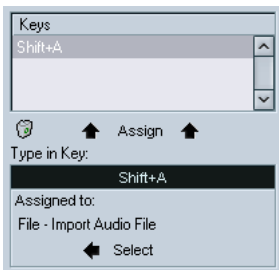 Keys
Shift+A
Assign
Type in Key:
Shift+A
Assigned to:
File - Import Audio File
Select